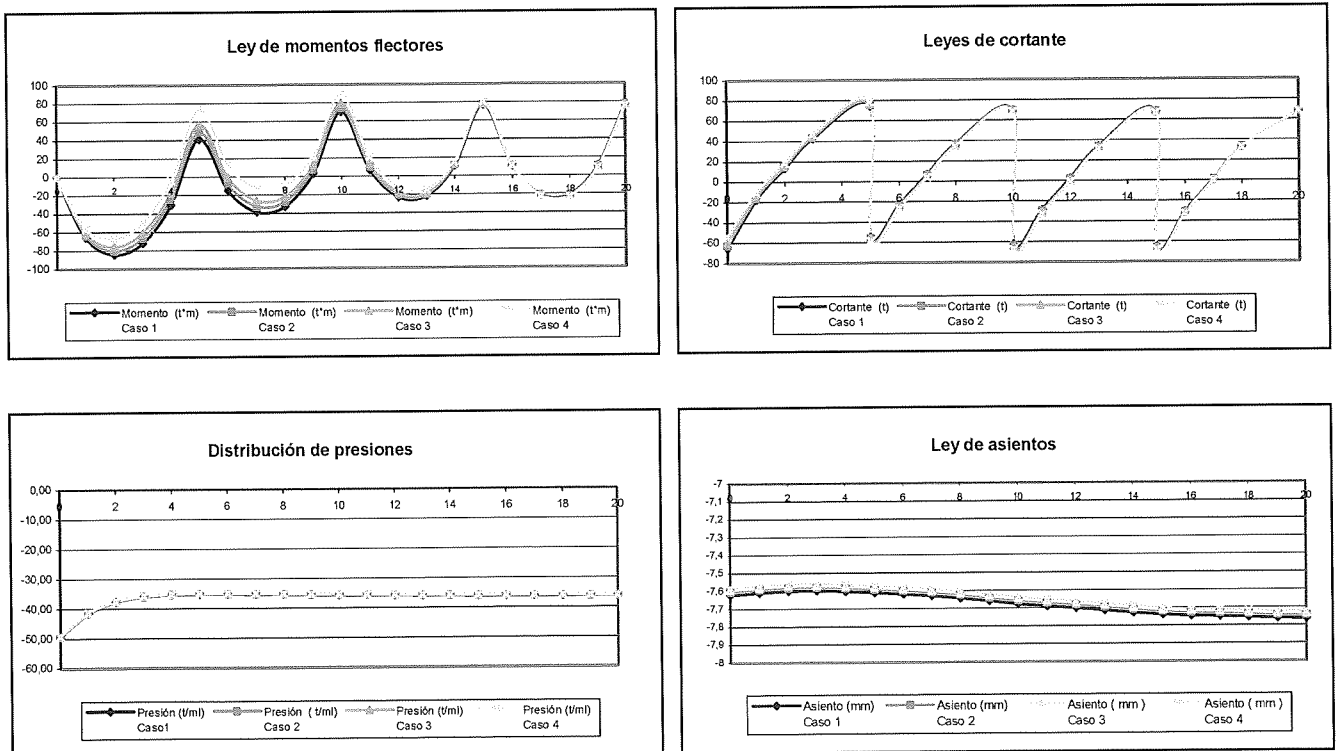 Ley de momentos flectores
100
80
60
40
20
0
-20
-40
-60
-80
-100
2 4 6 8 10 12 14 16 18 20
Momento (t*m) Caso 1
Momento (t*m) Caso 2
Momento (t*m) Caso 3
Momento (t*m) Caso 4
Leyes de cortante
100
80
60
40
20
0
-20
-40
-60
-80
2 4 6 8 10 12 14 16 18 20
Cortante (t) Caso 1
Cortante (t) Caso 2
Cortante (t) Caso 3
Cortante (t) Caso 4
Distribución de presiones
0,00
-10,00
-20,00
-30,00
-40,00
-50,00
-60,00
0 2 4 6 8 10 12 14 16 18 20
Presión (t/ml) Caso1
Presión ( t/ml) Caso 2
Presión (t/ml) Caso 3
Presión (t/ml) Caso 4
Ley de asientos
-7
-7,1
-7,2
-7,3
-7,4
-7,5
-7,6
-7,7
-7,8
-7,9
-8
0 2 4 6 8 10 12 14 16 18 20
Asiento (mm) Caso 1
Asiento (mm) Caso 2
Asiento ( mm ) Caso 3
Asiento ( mm ) Caso 4